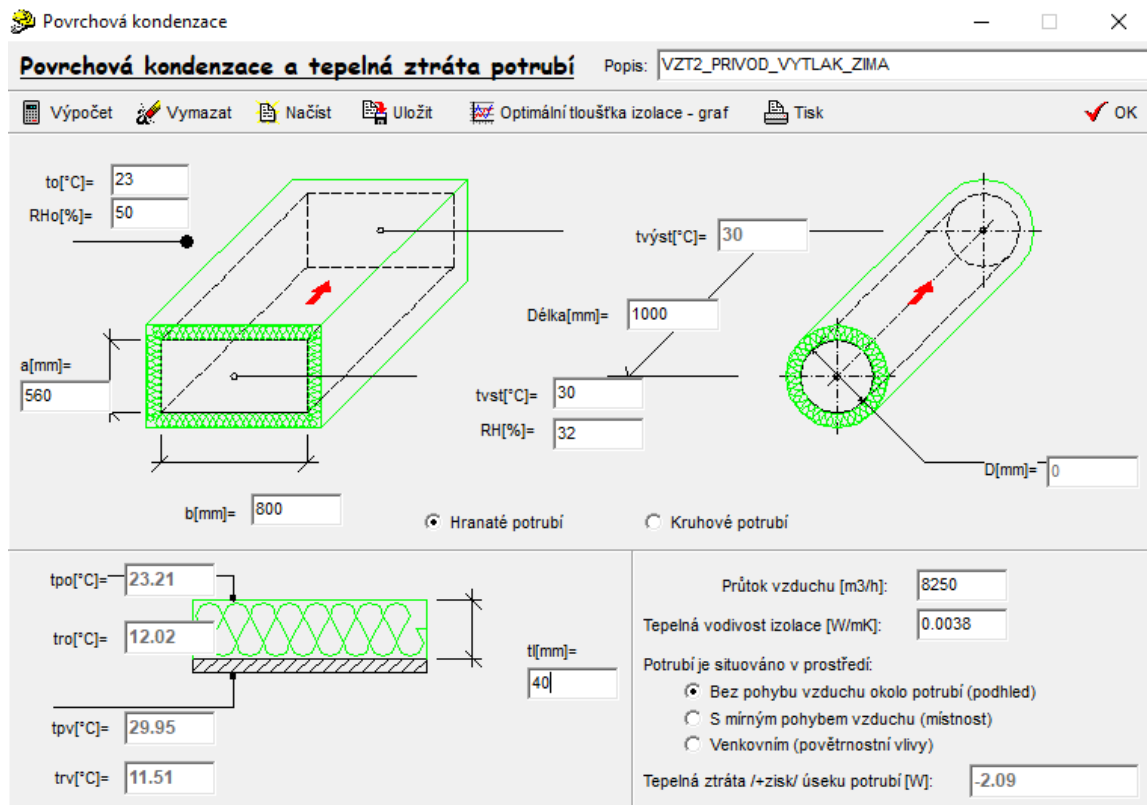 Povrchová kondenzace
Povrchová kondenzace a tepelná ztráta potrubí Popis: VZT2_PRIVOD_VYTLAK_ZIMA
Výpočet Vymazat Načíst Uložit Optimální tloušťka izolace - graf Tisk OK
to[°C]= 23
RHo[%]= 50
tvýst[°C]= 30
Délka[mm]= 1000
a[mm]=
560
tvst[°C]= 30
RH[%]= 32
D[mm]= 0
b[mm]= 800
Hranaté potrubí Kruhové potrubí
tpo[°C]= 23.21
tro[°C]= 12.02
tl[mm]=
40
tpv[°C]= 29.95
trv[°C]= 11.51
Průtok vzduchu [m3/h]: 8250
Tepelná vodivost izolace [W/mK]: 0.0038
Potrubí je situováno v prostředí:
Bez pohybu vzduchu okolo potrubí (podhled)
S mírným pohybem vzduchu (místnost)
Venkovním (povětrnostní vlivy)
Tepelná ztráta /+zisk/ úseku potrubí [W]: -2.09